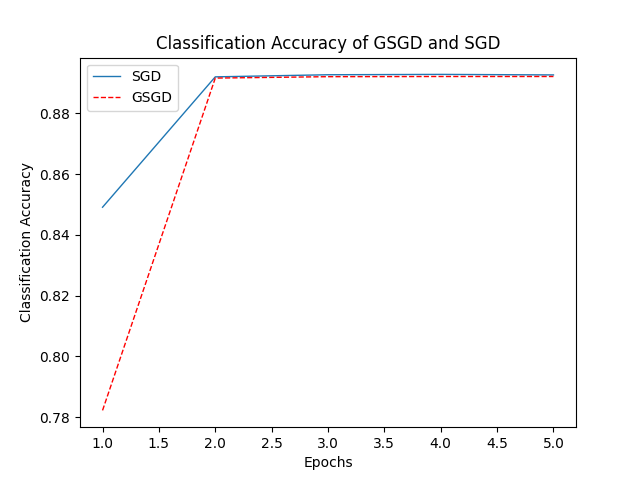 Classification Accuracy of GSGD and SGD
SGD
GSGD
Classification Accuracy
0.88
0.86
0.84
0.82
0.80
0.78
1.0 1.5 2.0 2.5 3.0 3.5 4.0 4.5 5.0
Epochs